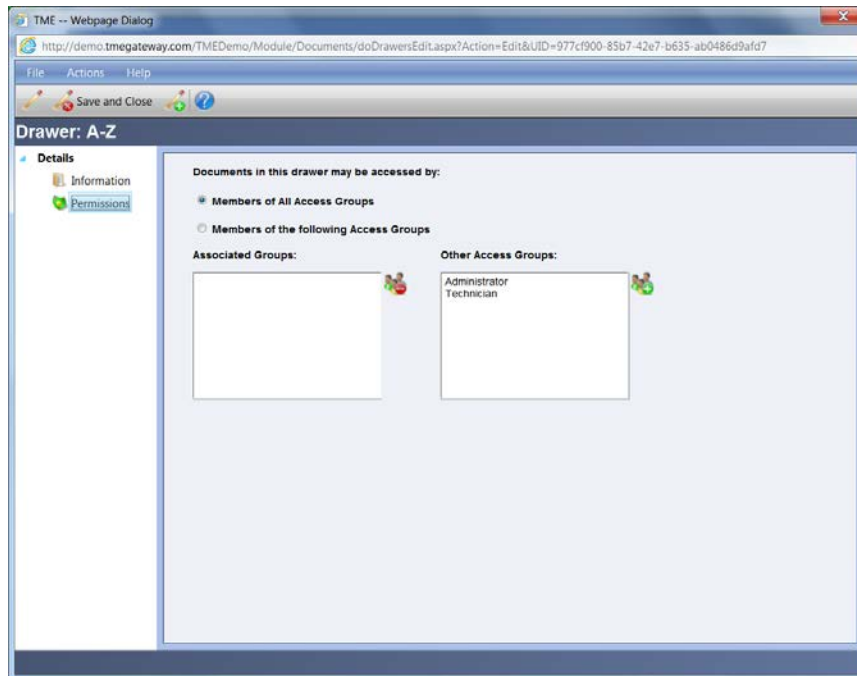 TME -- Webpage Dialog
http://demo.tmegateway.com/TMEDemo/Module/Documents/doDrawersEdit.aspx?Action=Edit&UID=977cf900-85b7-42e7-b635-ab0486d9afd7
File Actions Help
Save and Close
Drawer: A-Z
Details
Information
Permissions
Documents in this drawer may be accessed by:
Members of All Access Groups
Members of the following Access Groups
Associated Groups: Other Access Groups:
Administrator
Technician